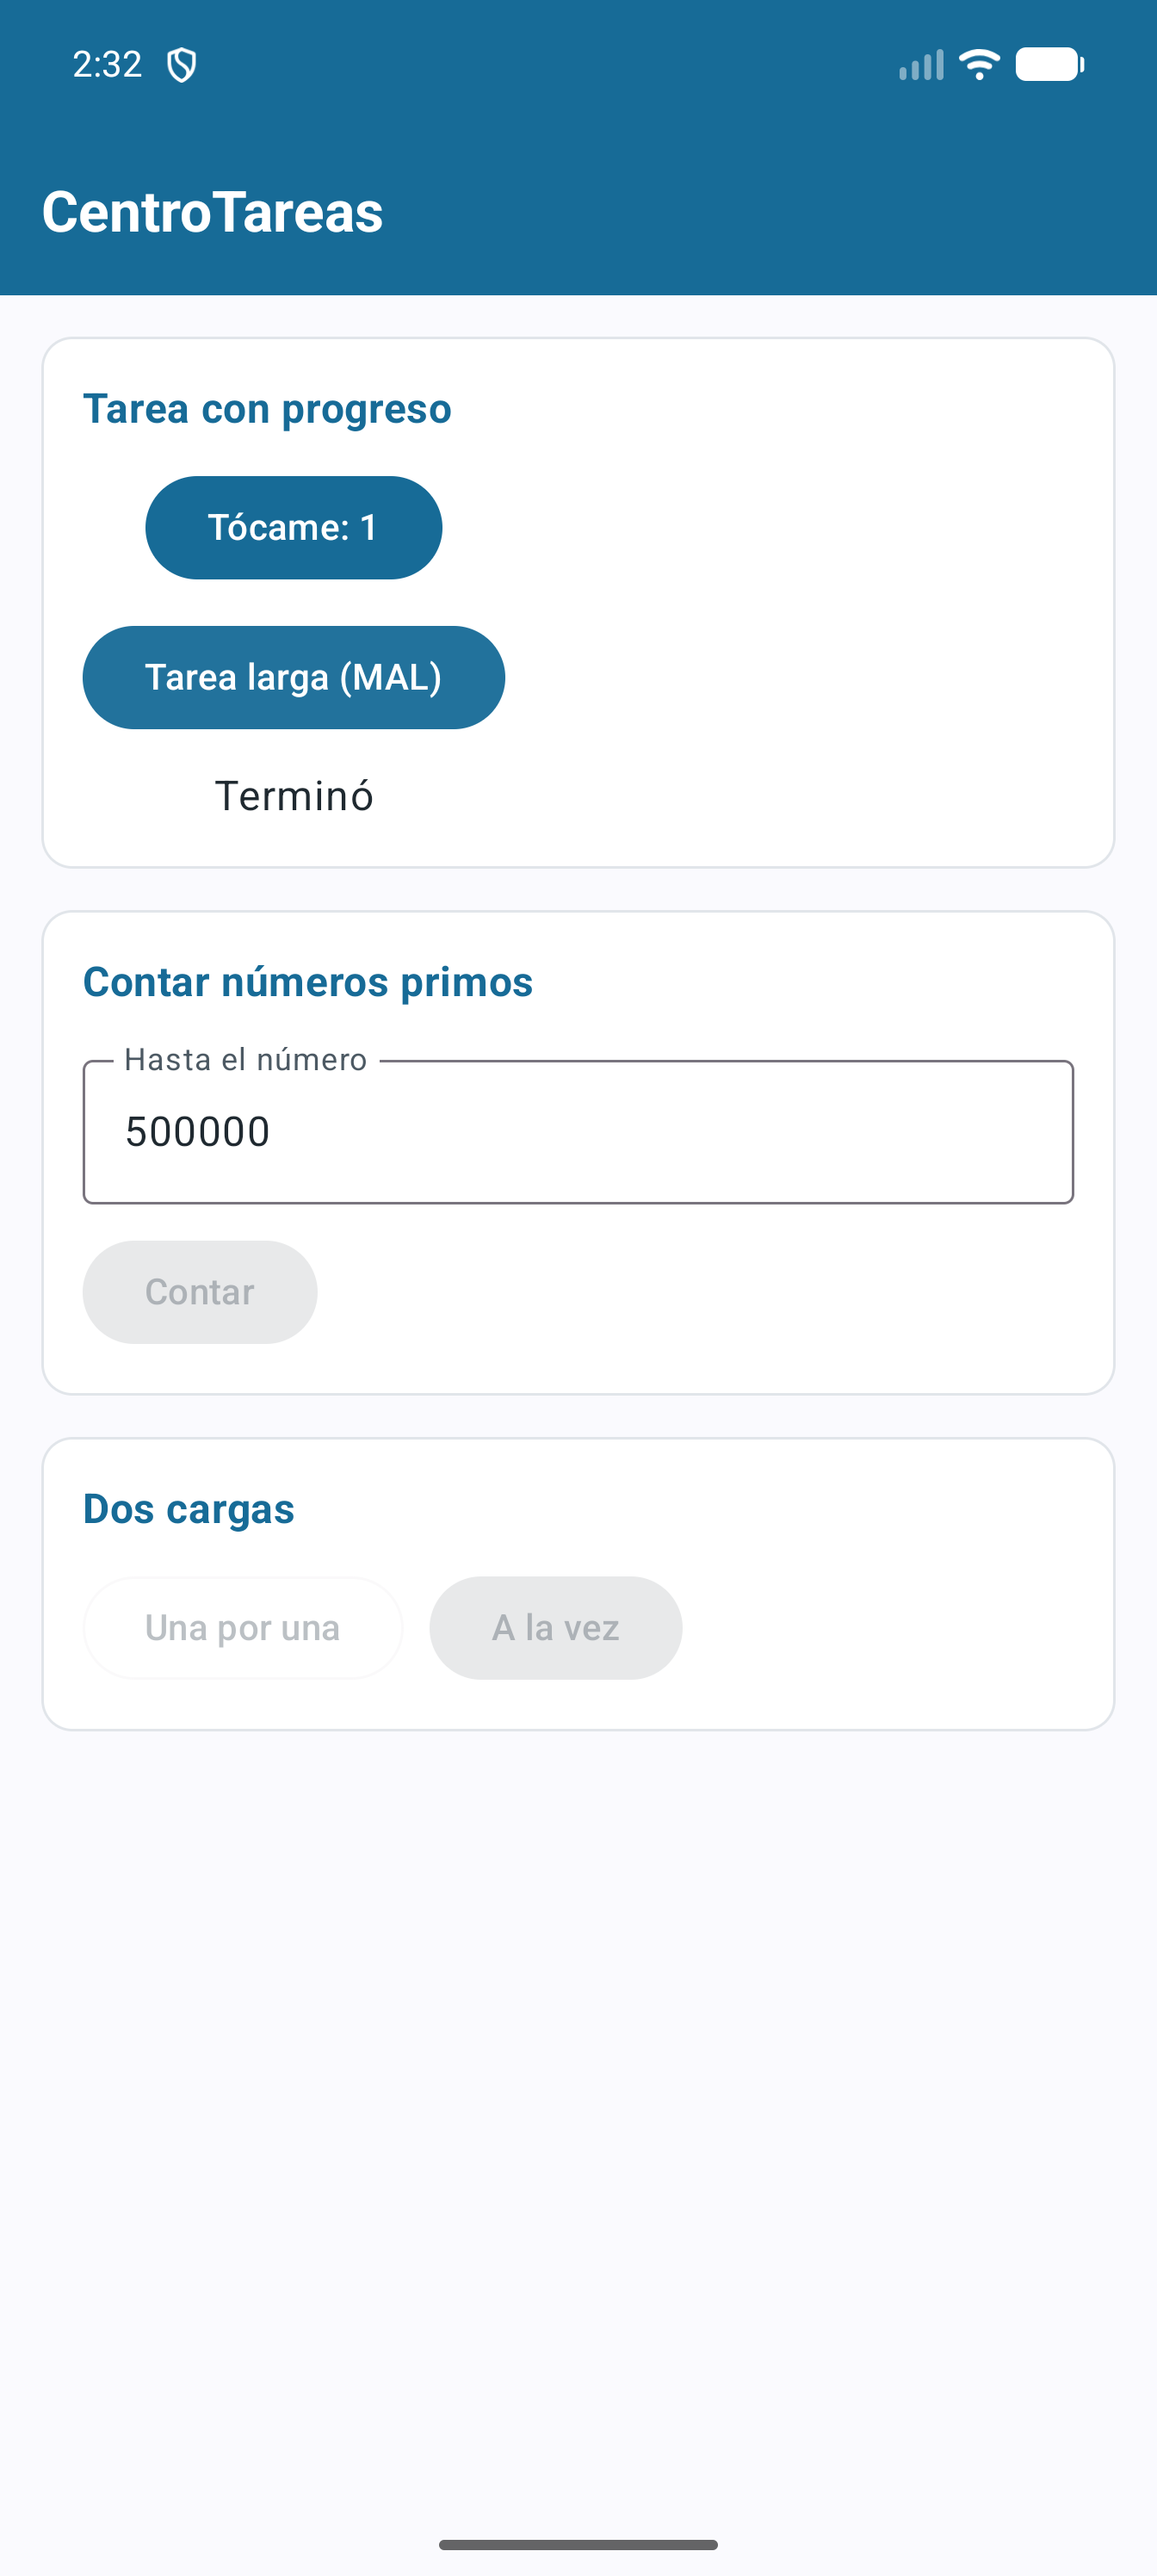 2:32
CentroTareas
Tarea con progreso
Tócame: 1
Tarea larga (MAL)
Terminó
Contar números primos
Hasta el número
500000
Contar
Dos cargas
Una por una
A la vez